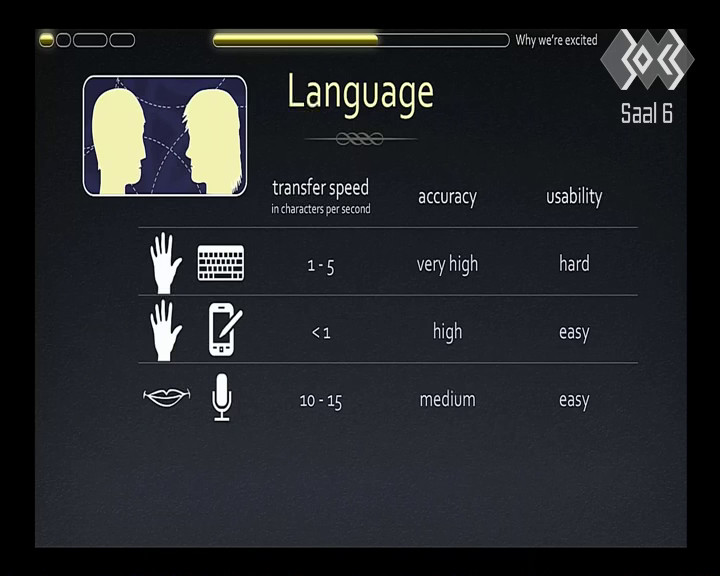 Why we're excited
Saal 6
Language
transfer speed accuracy usability
in characters per second
1 - 5 very high hard
< 1 high easy
10 - 15 medium easy